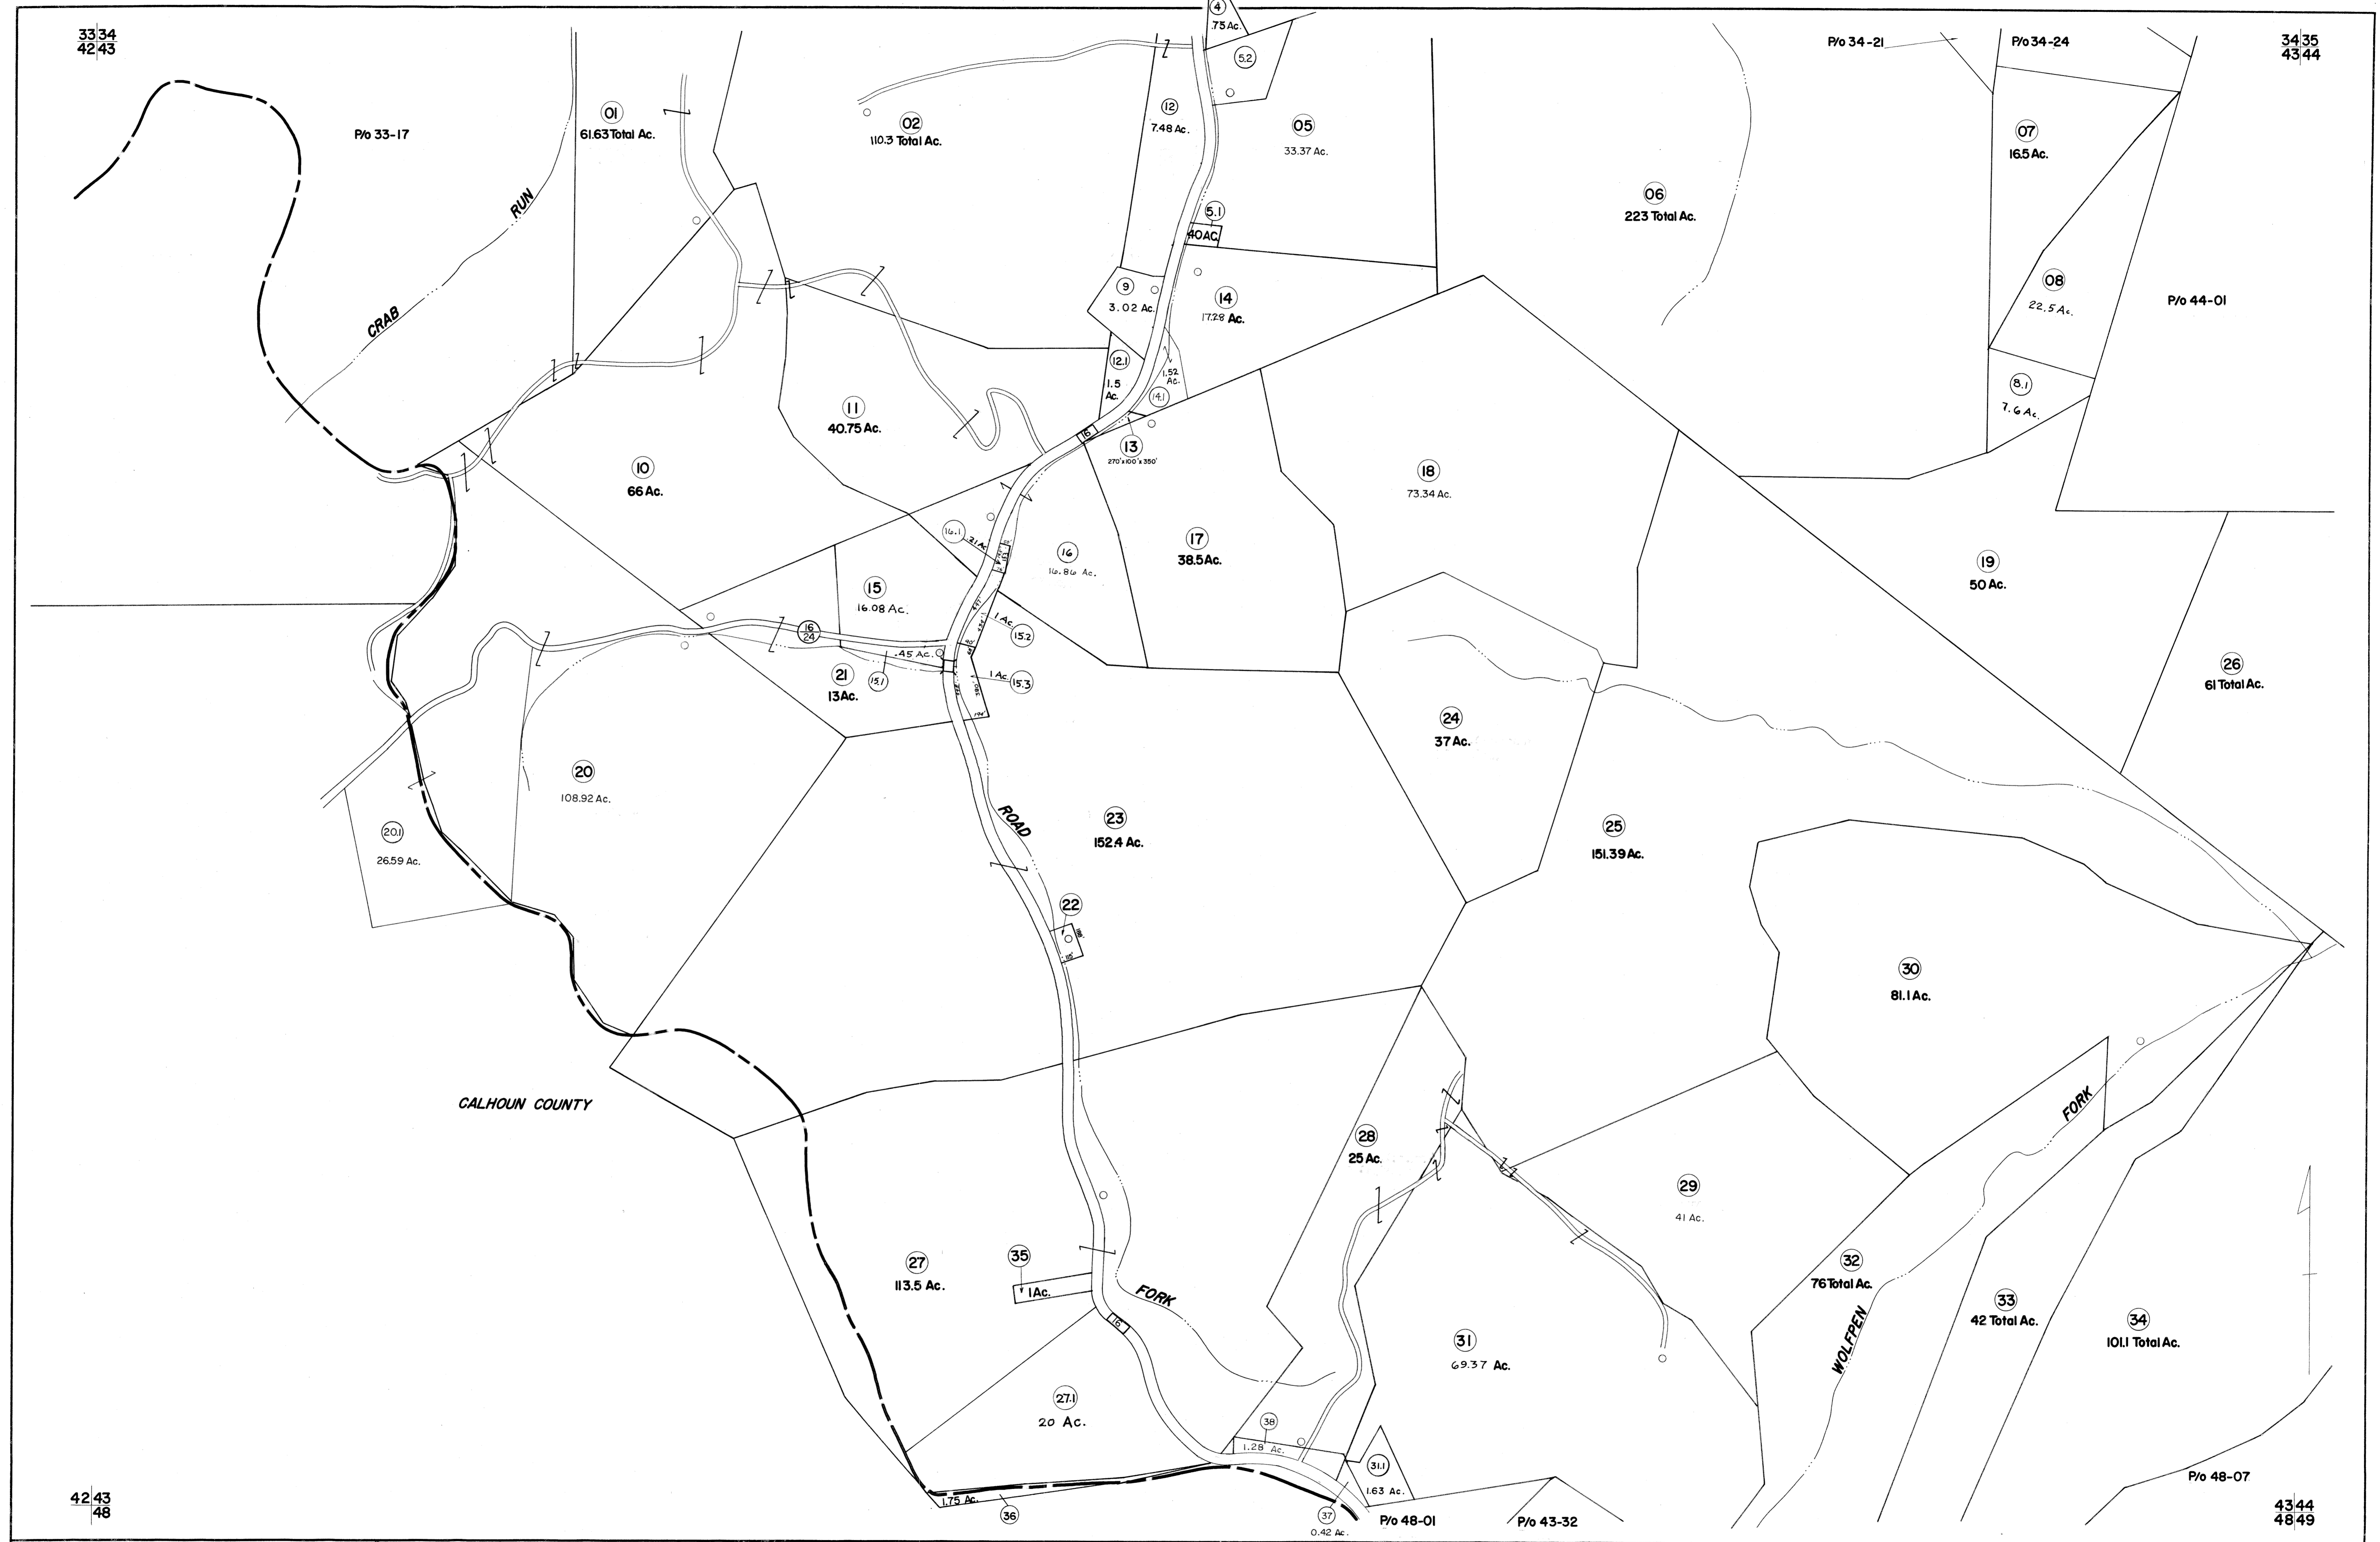 33 34
42 43
P/o 33-17
01
61.63 Total Ac.
02
110.3 Total Ac.
4
.75 Ac.
5.2
12
7.48 Ac.
05
33.37 Ac.
P/o 34-21
P/o 34-24
34 35
43 44
07
16.5 Ac.
06
223 Total Ac.
RUN
CRAB
5.1
.40 AC.
9
3.02 Ac.
14
17.28 Ac.
08
22.5 Ac.
P/o 44-01
12.1
1.5
Ac.
1.52
Ac.
14.1
8.1
7.6 Ac.
11
40.75 Ac.
16
13
270'x100'x350'
10
66 Ac.
18
73.34 Ac.
16.1
.21 Ac.
16
16.86 Ac.
17
38.5 Ac.
19
50 Ac.
15
16.08 Ac.
1 Ac.
15.2
16
24
.45 Ac.
15.1
21
13 Ac.
1 Ac.
15.3
194'
26
61 Total Ac.
24
37 Ac.
20
108.92 Ac.
20.1
26.59 Ac.
ROAD
23
152.4 Ac.
25
151.39 Ac.
22
115'
30
81.1 Ac.
CALHOUN COUNTY
28
25 Ac.
FORK
29
41 Ac.
27
113.5 Ac.
35
1 Ac.
FORK
16
32
76 Total Ac.
33
42 Total Ac.
34
101.1 Total Ac.
WOLFPEN
31
69.37 Ac.
27.1
20 Ac.
38
1.28 Ac.
31.1
1.63 Ac.
P/o 48-07
42 43
48
1.75 Ac.
36
37
0.42 Ac.
P/o 48-01
P/o 43-32
43 44
48 49